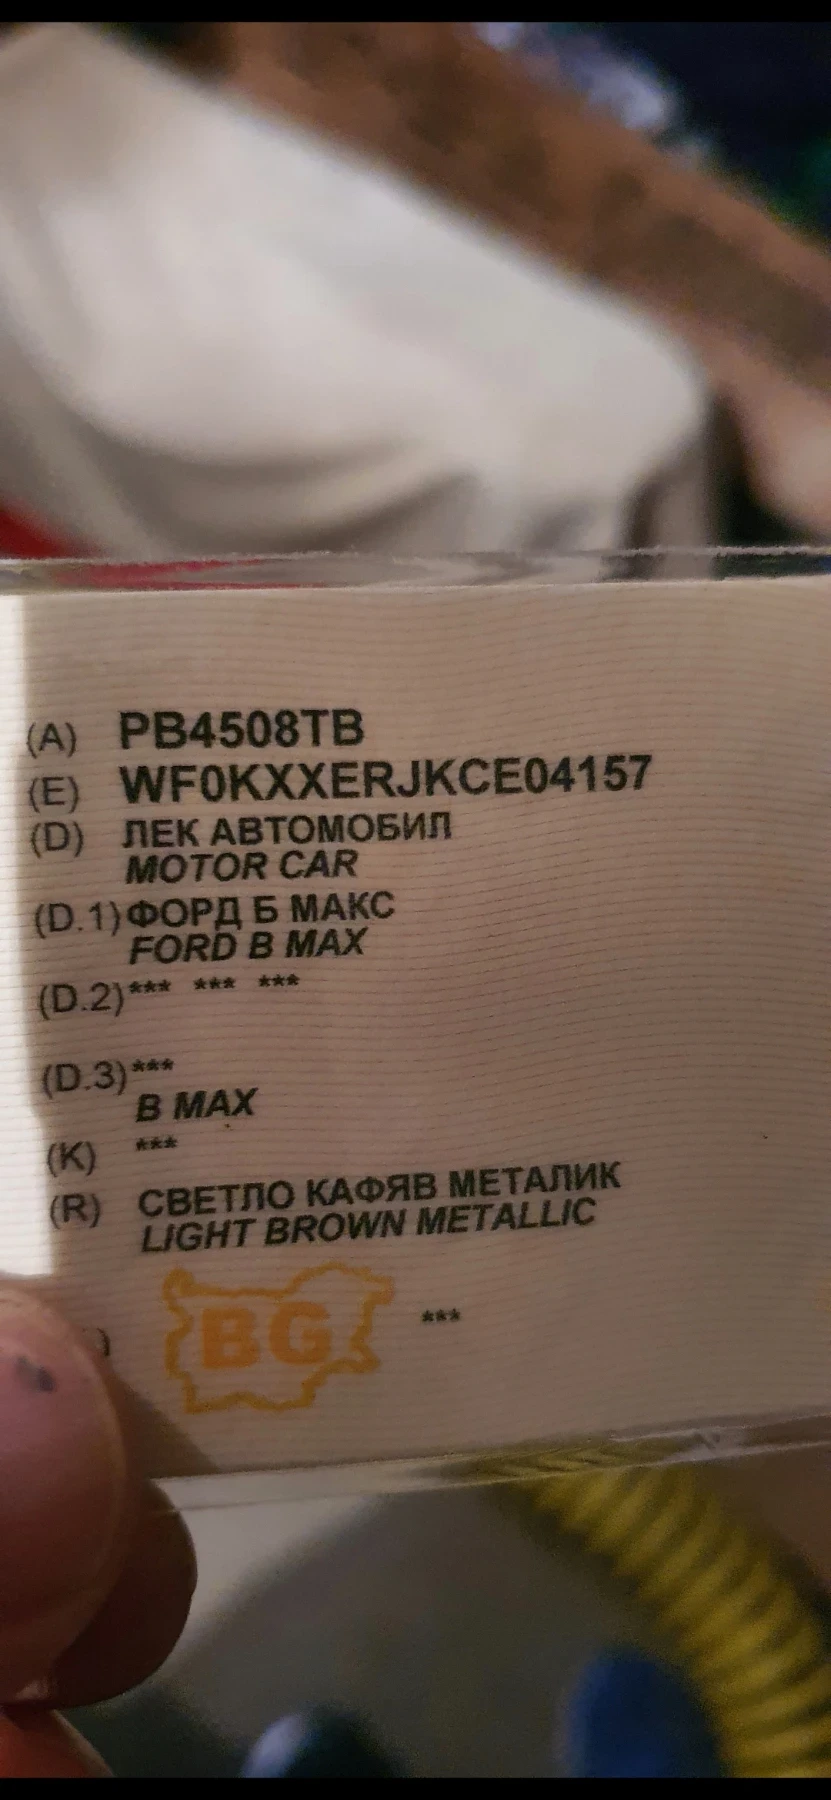 (A) PB4508TB
(E) WF0KXXERJKCE04157
(D) ЛЕК АВТОМОБИЛ
MOTOR CAR
(D.1) ФОРД Б МАКС
FORD B MAX
(D.2) *** *** ***
(D.3) ***
B MAX
(K) ***
(R) СВЕТЛО КАФЯВ МЕТАЛИК
LIGHT BROWN METALLIC
) BG ***